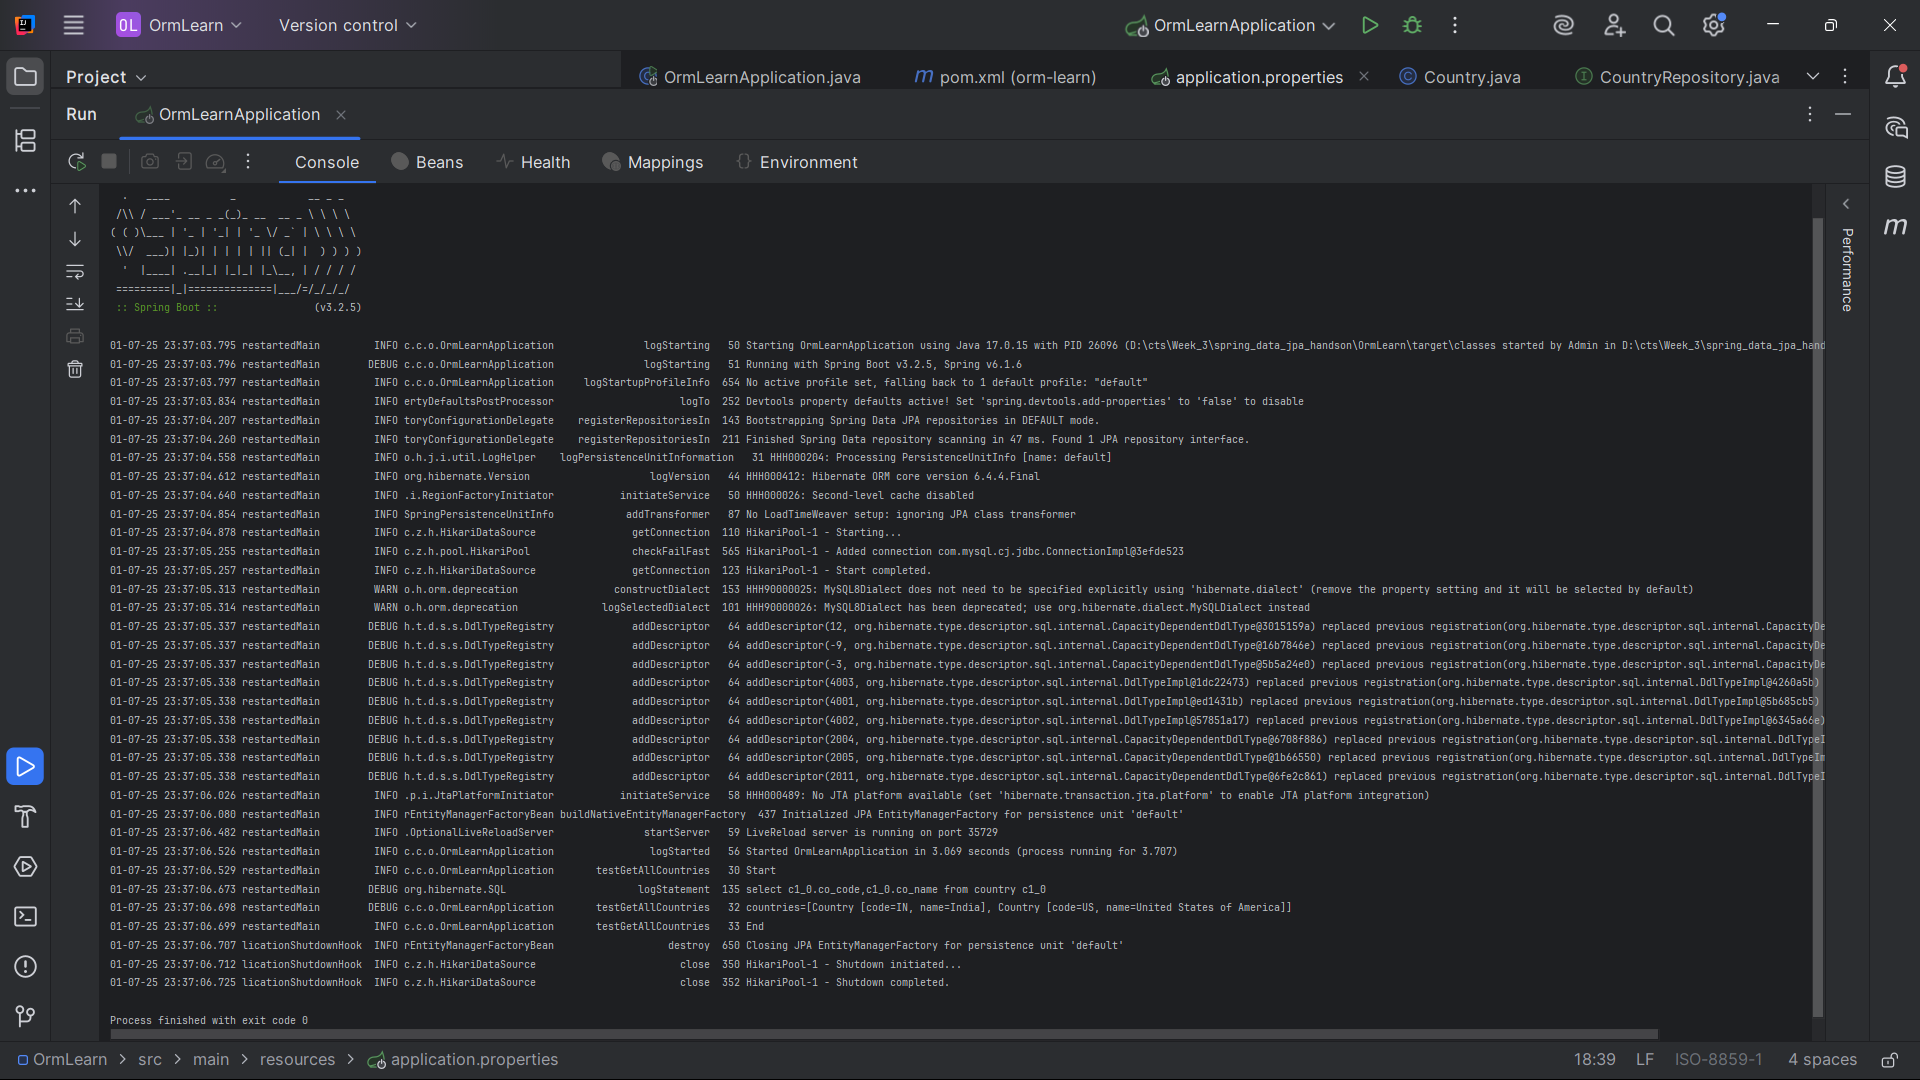 OL OrmLearn Version control OrmLearnApplication
Project OrmLearnApplication.java m pom.xml (orm-learn) application.properties Country.java CountryRepository.java
Run OrmLearnApplication
Console Beans Health Mappings Environment
Performance
:: Spring Boot :: (v3.2.5)
01-07-25 23:37:03.795 restartedMain INFO c.c.o.OrmLearnApplication logStarting 50 Starting OrmLearnApplication using Java 17.0.15 with PID 26096 (D:\cts\Week_3\spring_data_jpa_handson\OrmLearn\target\classes started by Admin in D:\cts\Week_3\spring_data_jpa_hand
01-07-25 23:37:03.796 restartedMain DEBUG c.c.o.OrmLearnApplication logStarting 51 Running with Spring Boot v3.2.5, Spring v6.1.6
01-07-25 23:37:03.797 restartedMain INFO c.c.o.OrmLearnApplication logStartupProfileInfo 654 No active profile set, falling back to 1 default profile: "default"
01-07-25 23:37:03.834 restartedMain INFO ertyDefaultsPostProcessor logTo 252 Devtools property defaults active! Set 'spring.devtools.add-properties' to 'false' to disable
01-07-25 23:37:04.207 restartedMain INFO toryConfigurationDelegate registerRepositoriesIn 143 Bootstrapping Spring Data JPA repositories in DEFAULT mode.
01-07-25 23:37:04.260 restartedMain INFO toryConfigurationDelegate registerRepositoriesIn 211 Finished Spring Data repository scanning in 47 ms. Found 1 JPA repository interface.
01-07-25 23:37:04.558 restartedMain INFO o.h.j.i.util.LogHelper logPersistenceUnitInformation 31 HHH000204: Processing PersistenceUnitInfo [name: default]
01-07-25 23:37:04.612 restartedMain INFO org.hibernate.Version logVersion 44 HHH000412: Hibernate ORM core version 6.4.4.Final
01-07-25 23:37:04.640 restartedMain INFO .i.RegionFactoryInitiator initiateService 50 HHH000026: Second-level cache disabled
01-07-25 23:37:04.854 restartedMain INFO SpringPersistenceUnitInfo addTransformer 87 No LoadTimeWeaver setup: ignoring JPA class transformer
01-07-25 23:37:04.878 restartedMain INFO c.z.h.HikariDataSource getConnection 110 HikariPool-1 - Starting...
01-07-25 23:37:05.255 restartedMain INFO c.z.h.pool.HikariPool checkFailFast 565 HikariPool-1 - Added connection com.mysql.cj.jdbc.ConnectionImpl@3efde523
01-07-25 23:37:05.257 restartedMain INFO c.z.h.HikariDataSource getConnection 123 HikariPool-1 - Start completed.
01-07-25 23:37:05.313 restartedMain WARN o.h.orm.deprecation constructDialect 153 HHH90000025: MySQL8Dialect does not need to be specified explicitly using 'hibernate.dialect' (remove the property setting and it will be selected by default)
01-07-25 23:37:05.314 restartedMain WARN o.h.orm.deprecation logSelectedDialect 101 HHH90000026: MySQL8Dialect has been deprecated; use org.hibernate.dialect.MySQLDialect instead
01-07-25 23:37:05.337 restartedMain DEBUG h.t.d.s.s.DdlTypeRegistry addDescriptor 64 addDescriptor(12, org.hibernate.type.descriptor.sql.internal.CapacityDependentDdlType@3015159a) replaced previous registration(org.hibernate.type.descriptor.sql.internal.CapacityDe
01-07-25 23:37:05.337 restartedMain DEBUG h.t.d.s.s.DdlTypeRegistry addDescriptor 64 addDescriptor(-9, org.hibernate.type.descriptor.sql.internal.CapacityDependentDdlType@16b7846e) replaced previous registration(org.hibernate.type.descriptor.sql.internal.CapacityDe
01-07-25 23:37:05.337 restartedMain DEBUG h.t.d.s.s.DdlTypeRegistry addDescriptor 64 addDescriptor(-3, org.hibernate.type.descriptor.sql.internal.CapacityDependentDdlType@5b5a24e0) replaced previous registration(org.hibernate.type.descriptor.sql.internal.CapacityDe
01-07-25 23:37:05.338 restartedMain DEBUG h.t.d.s.s.DdlTypeRegistry addDescriptor 64 addDescriptor(4003, org.hibernate.type.descriptor.sql.internal.DdlTypeImpl@1dc22473) replaced previous registration(org.hibernate.type.descriptor.sql.internal.DdlTypeImpl@4260a5b)
01-07-25 23:37:05.338 restartedMain DEBUG h.t.d.s.s.DdlTypeRegistry addDescriptor 64 addDescriptor(4001, org.hibernate.type.descriptor.sql.internal.DdlTypeImpl@ed1431b) replaced previous registration(org.hibernate.type.descriptor.sql.internal.DdlTypeImpl@5b685cb5)
01-07-25 23:37:05.338 restartedMain DEBUG h.t.d.s.s.DdlTypeRegistry addDescriptor 64 addDescriptor(4002, org.hibernate.type.descriptor.sql.internal.DdlTypeImpl@57851a17) replaced previous registration(org.hibernate.type.descriptor.sql.internal.DdlTypeImpl@6345a66e)
01-07-25 23:37:05.338 restartedMain DEBUG h.t.d.s.s.DdlTypeRegistry addDescriptor 64 addDescriptor(2004, org.hibernate.type.descriptor.sql.internal.CapacityDependentDdlType@6708f886) replaced previous registration(org.hibernate.type.descriptor.sql.internal.DdlTypeI
01-07-25 23:37:05.338 restartedMain DEBUG h.t.d.s.s.DdlTypeRegistry addDescriptor 64 addDescriptor(2005, org.hibernate.type.descriptor.sql.internal.CapacityDependentDdlType@1b66550) replaced previous registration(org.hibernate.type.descriptor.sql.internal.DdlTypeIm
01-07-25 23:37:05.338 restartedMain DEBUG h.t.d.s.s.DdlTypeRegistry addDescriptor 64 addDescriptor(2011, org.hibernate.type.descriptor.sql.internal.CapacityDependentDdlType@6fe2c861) replaced previous registration(org.hibernate.type.descriptor.sql.internal.DdlTypeI
01-07-25 23:37:06.026 restartedMain INFO .p.i.JtaPlatformInitiator initiateService 58 HHH000489: No JTA platform available (set 'hibernate.transaction.jta.platform' to enable JTA platform integration)
01-07-25 23:37:06.080 restartedMain INFO rEntityManagerFactoryBean buildNativeEntityManagerFactory 437 Initialized JPA EntityManagerFactory for persistence unit 'default'
01-07-25 23:37:06.482 restartedMain INFO .OptionalLiveReloadServer startServer 59 LiveReload server is running on port 35729
01-07-25 23:37:06.526 restartedMain INFO c.c.o.OrmLearnApplication logStarted 56 Started OrmLearnApplication in 3.069 seconds (process running for 3.707)
01-07-25 23:37:06.529 restartedMain INFO c.c.o.OrmLearnApplication testGetAllCountries 30 Start
01-07-25 23:37:06.673 restartedMain DEBUG org.hibernate.SQL logStatement 135 select c1_0.co_code,c1_0.co_name from country c1_0
01-07-25 23:37:06.698 restartedMain DEBUG c.c.o.OrmLearnApplication testGetAllCountries 32 countries=[Country [code=IN, name=India], Country [code=US, name=United States of America]]
01-07-25 23:37:06.699 restartedMain INFO c.c.o.OrmLearnApplication testGetAllCountries 33 End
01-07-25 23:37:06.707 licationShutdownHook INFO rEntityManagerFactoryBean destroy 650 Closing JPA EntityManagerFactory for persistence unit 'default'
01-07-25 23:37:06.712 licationShutdownHook INFO c.z.h.HikariDataSource close 350 HikariPool-1 - Shutdown initiated...
01-07-25 23:37:06.725 licationShutdownHook INFO c.z.h.HikariDataSource close 352 HikariPool-1 - Shutdown completed.
Process finished with exit code 0
OrmLearn > src > main > resources > application.properties 18:39 LF ISO-8859-1 4 spaces